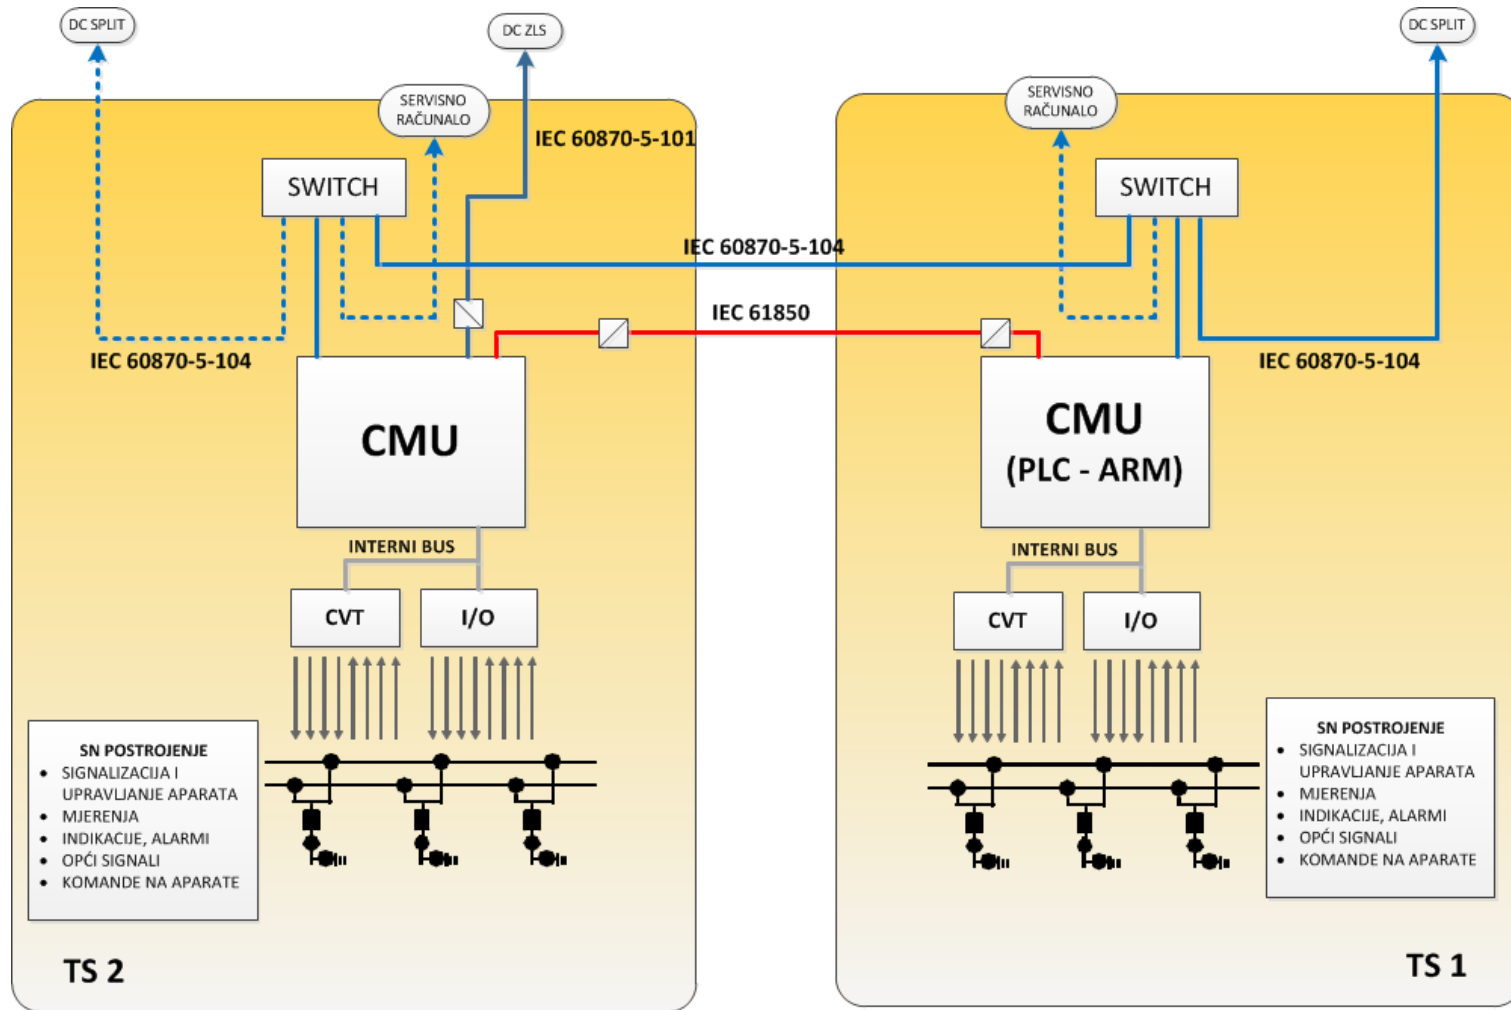 DC SPLIT
DC ZLS
DC SPLIT
SERVISNO
RAČUNALO
IEC 60870-5-101
SWITCH
SERVISNO
RAČUNALO
SWITCH
IEC 60870-5-104
IEC 61850
IEC 60870-5-104
IEC 60870-5-104
CMU
CMU
(PLC - ARM)
INTERNI BUS
INTERNI BUS
CVT
I/O
CVT
I/O
SN POSTROJENJE
• SIGNALIZACIJA I
UPRAVLJANJE APARATA
• MJERENJA
• INDIKACIJE, ALARMI
• OPĆI SIGNALI
• KOMANDE NA APARATE
SN POSTROJENJE
• SIGNALIZACIJA I
UPRAVLJANJE APARATA
• MJERENJA
• INDIKACIJE, ALARMI
• OPĆI SIGNALI
• KOMANDE NA APARATE
TS 2
TS 1